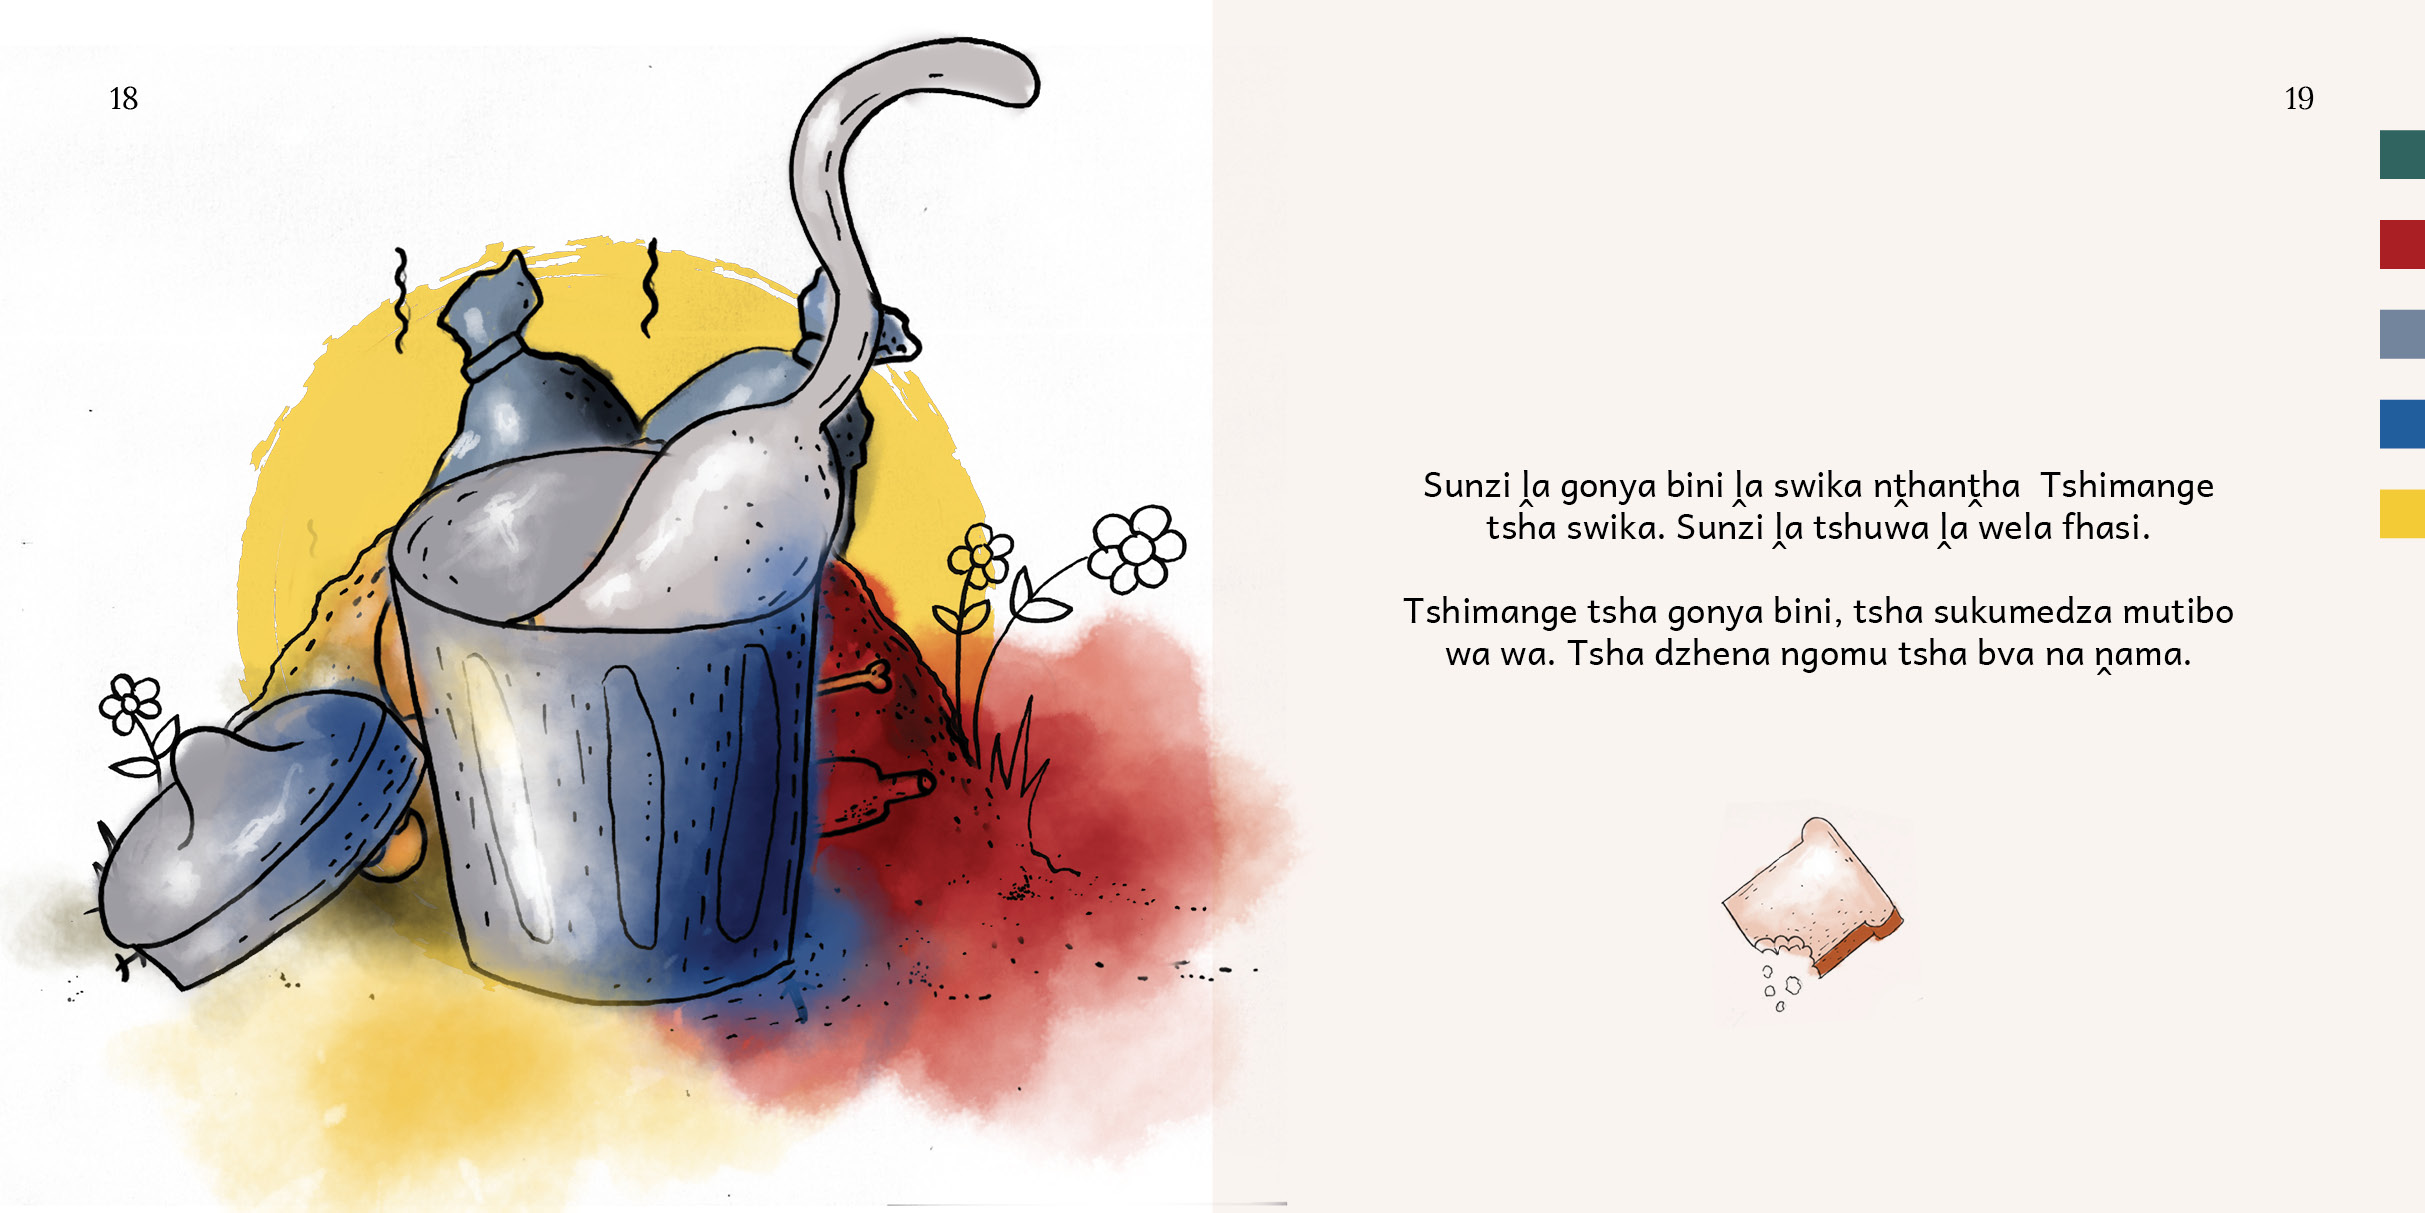 18
19
Sunzi ḽa gonya bini ḽa swika nṱhanṱha Tshimange
tsha swika. Sunzi ḽa tshuwa ḽa wela fhasi.
Tshimange tsha gonya bini, tsha sukumedza mutibo
wa wa. Tsha dzhena ngomu tsha bva na ṋama.